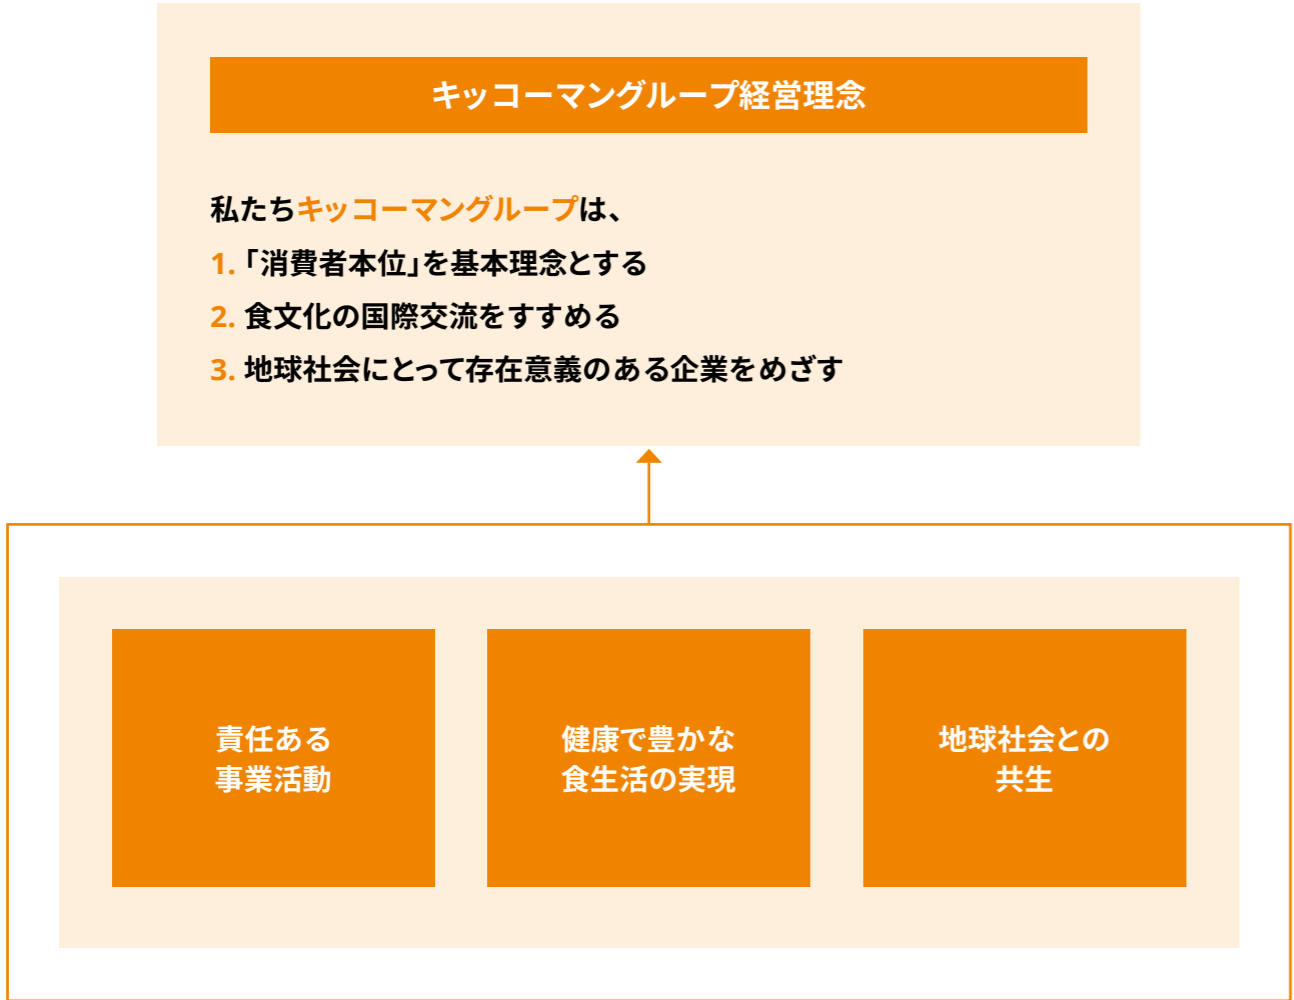 キッコーマングループ経営理念
私たちキッコーマングループは、
1. 「消費者本位」を基本理念とする
2. 食文化の国際交流をすすめる
3. 地球社会にとって存在意義のある企業をめざす
責任ある
事業活動
健康で豊かな
食生活の実現
地球社会との
共生